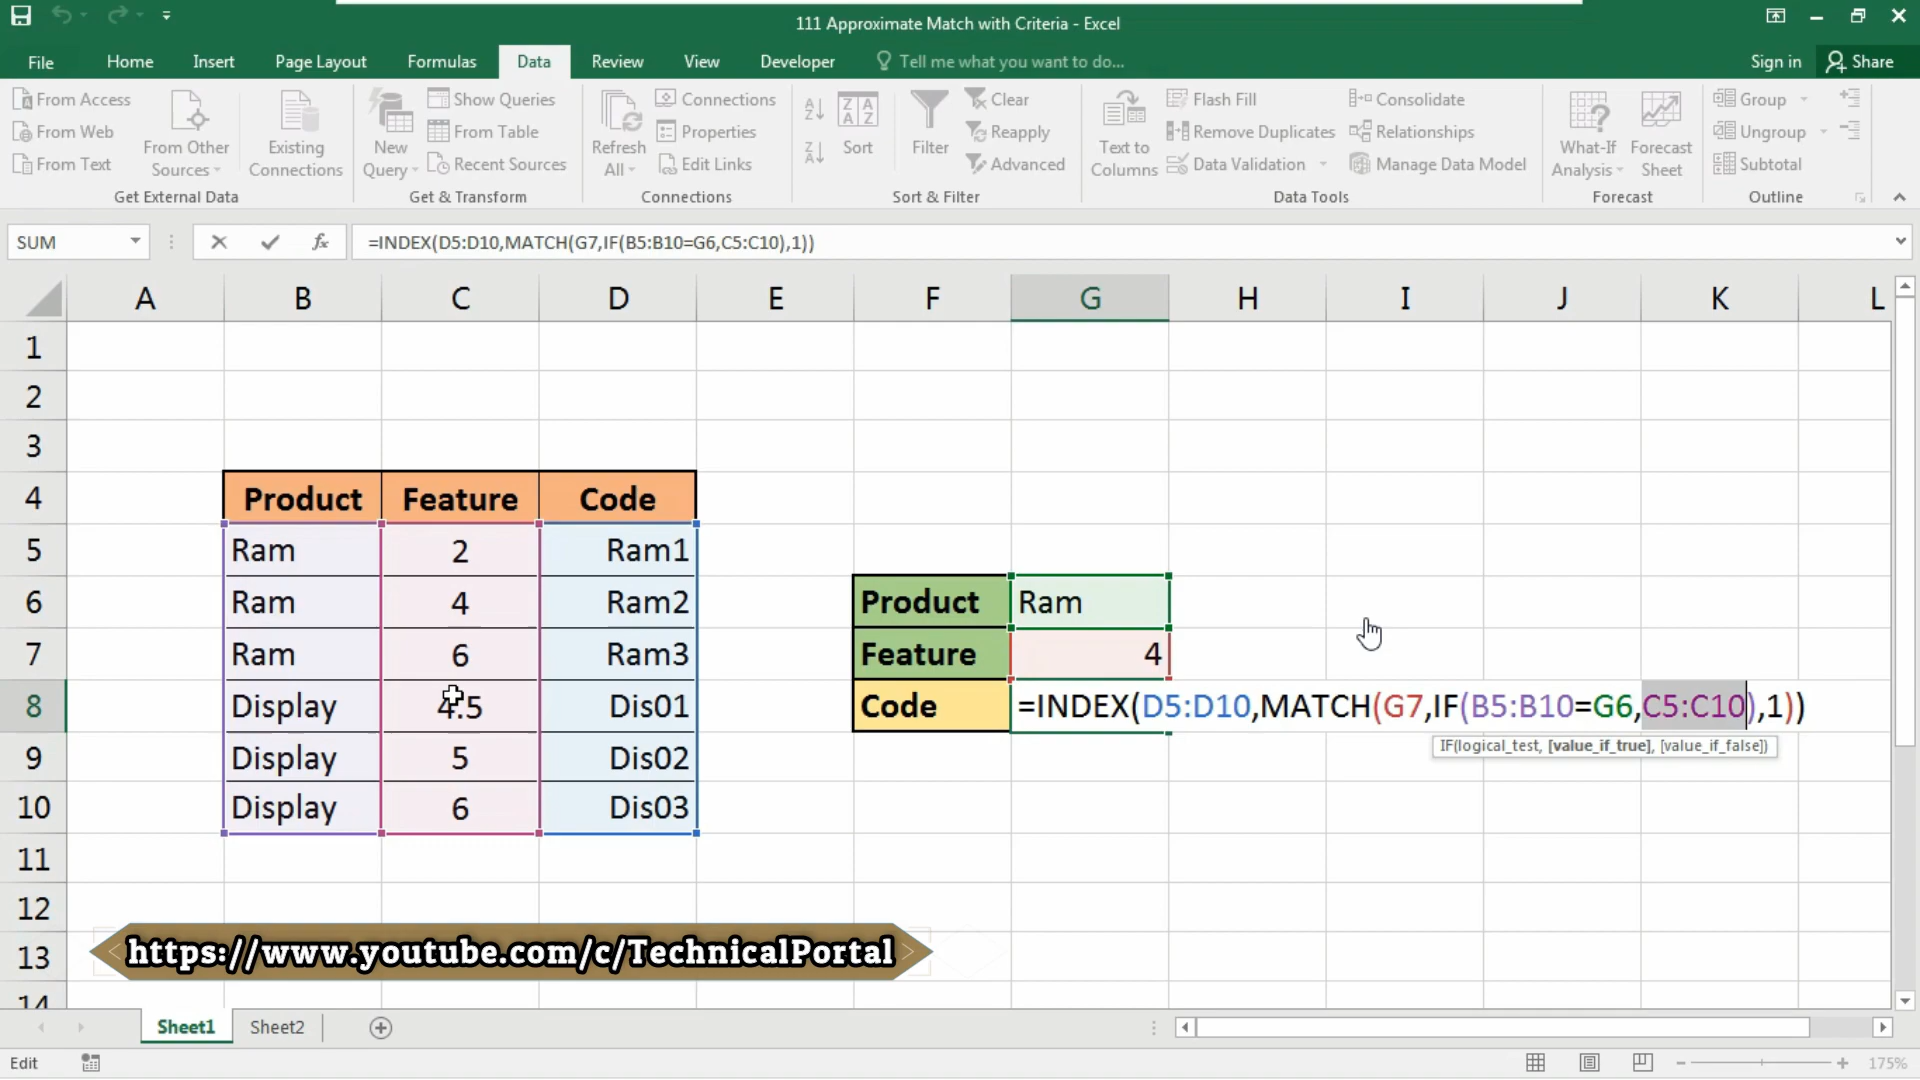 111 Approximate Match with Criteria - Excel
File Home Insert Page Layout Formulas Data Review View Developer Tell me what you want to do... Sign in Share
From Access
From Web
From Text
From Other Sources
Existing Connections
Get External Data
New Query
Show Queries
From Table
Recent Sources
Get & Transform
Refresh All
Connections
Properties
Edit Links
Connections
Sort
Filter
Clear
Reapply
Advanced
Sort & Filter
Text to Columns
Flash Fill
Remove Duplicates
Data Validation
Consolidate
Relationships
Manage Data Model
Data Tools
What-If Analysis
Forecast Sheet
Forecast
Group
Ungroup
Subtotal
Outline
SUM fx =INDEX(D5:D10,MATCH(G7,IF(B5:B10=G6,C5:C10),1))
A B C D E F G H I J K L
1
2
3
4 Product Feature Code
5 Ram 2 Ram1
6 Ram 4 Ram2 Product Ram
7 Ram 6 Ram3 Feature 4
8 Display 4.5 Dis01 Code =INDEX(D5:D10,MATCH(G7,IF(B5:B10=G6,C5:C10),1))
IF(logical_test, [value_if_true], [value_if_false])
9 Display 5 Dis02
10 Display 6 Dis03
11
12
13
https://www.youtube.com/c/TechnicalPortal
14
Sheet1 Sheet2
Edit 175%